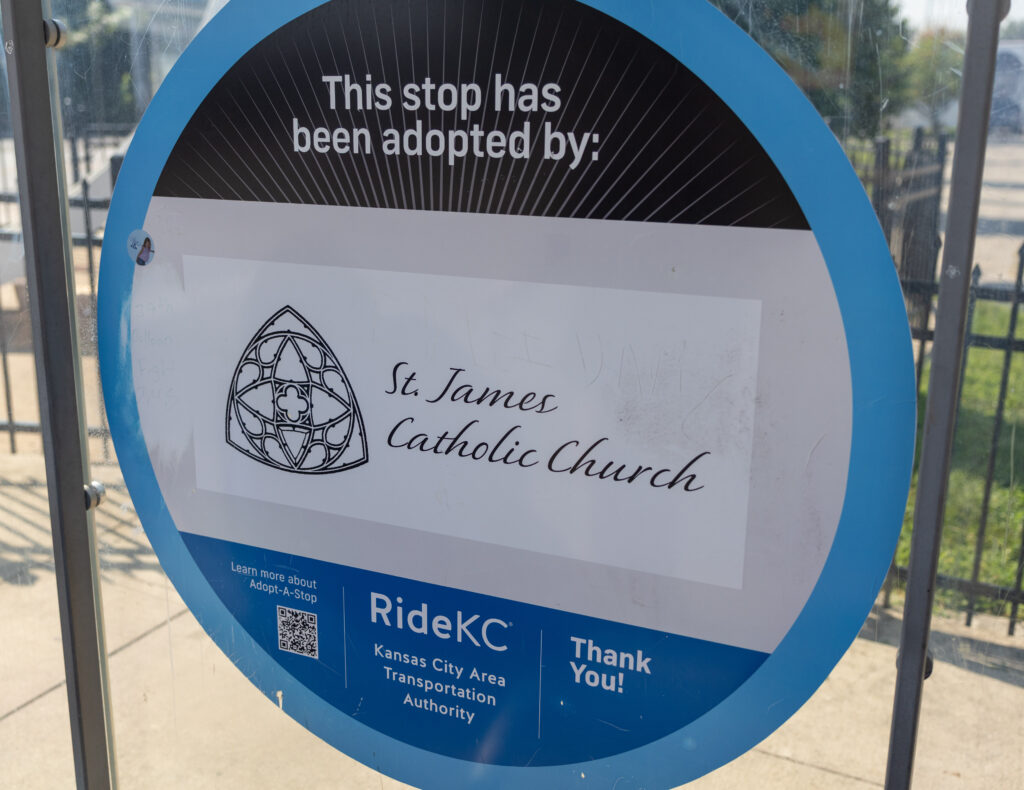 This stop has
been adopted by:
St. James
Catholic Church
Learn more about
Adopt-A-Stop
RideKC®
Kansas City Area
Transportation
Authority
Thank
You!